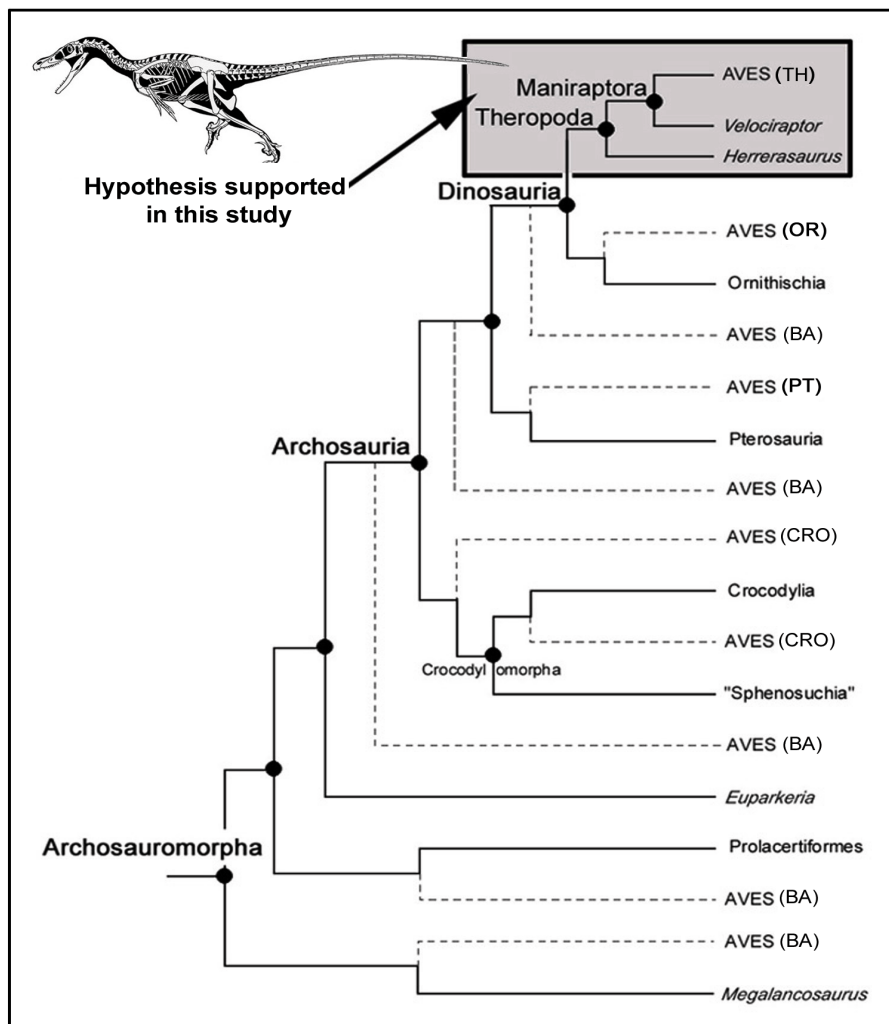 AVES (TH)
Maniraptora
Theropoda
Velociraptor
Herrerasaurus
Hypothesis supported
in this study
Dinosauria
AVES (OR)
Ornithischia
AVES (BA)
AVES (PT)
Pterosauria
Archosauria
AVES (BA)
AVES (CRO)
Crocodylia
AVES (CRO)
Crocodyl omorpha
"Sphenosuchia"
AVES (BA)
Euparkeria
Archosauromorpha
Prolacertiformes
AVES (BA)
AVES (BA)
Megalancosaurus